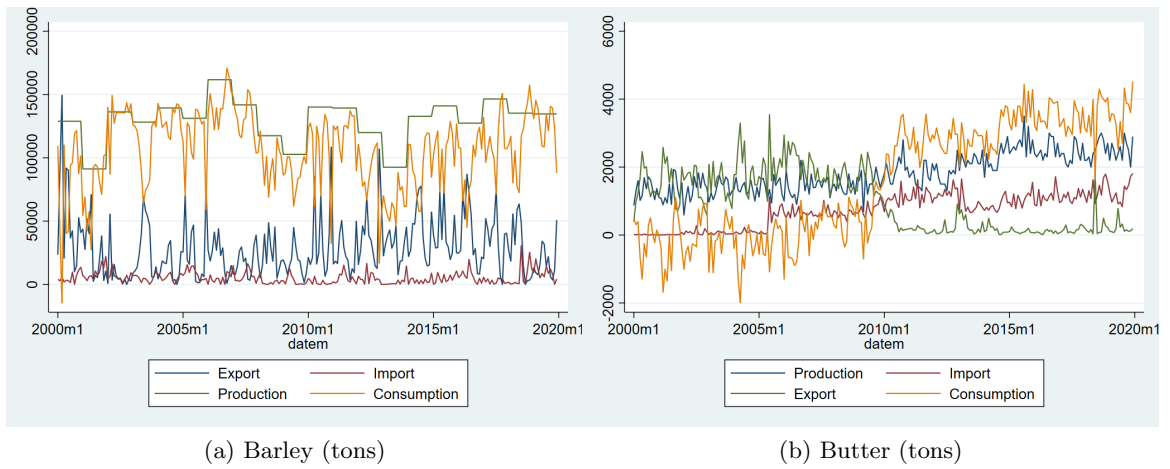 200000
150000
100000
50000
0
2000m1 2005m1 2010m1 2015m1 2020m1
datem
Export Import
Production Consumption
(a) Barley (tons)
6000
4000
2000
0
-2000
2000m1 2005m1 2010m1 2015m1 2020m1
datem
Production Import
Export Consumption
(b) Butter (tons)